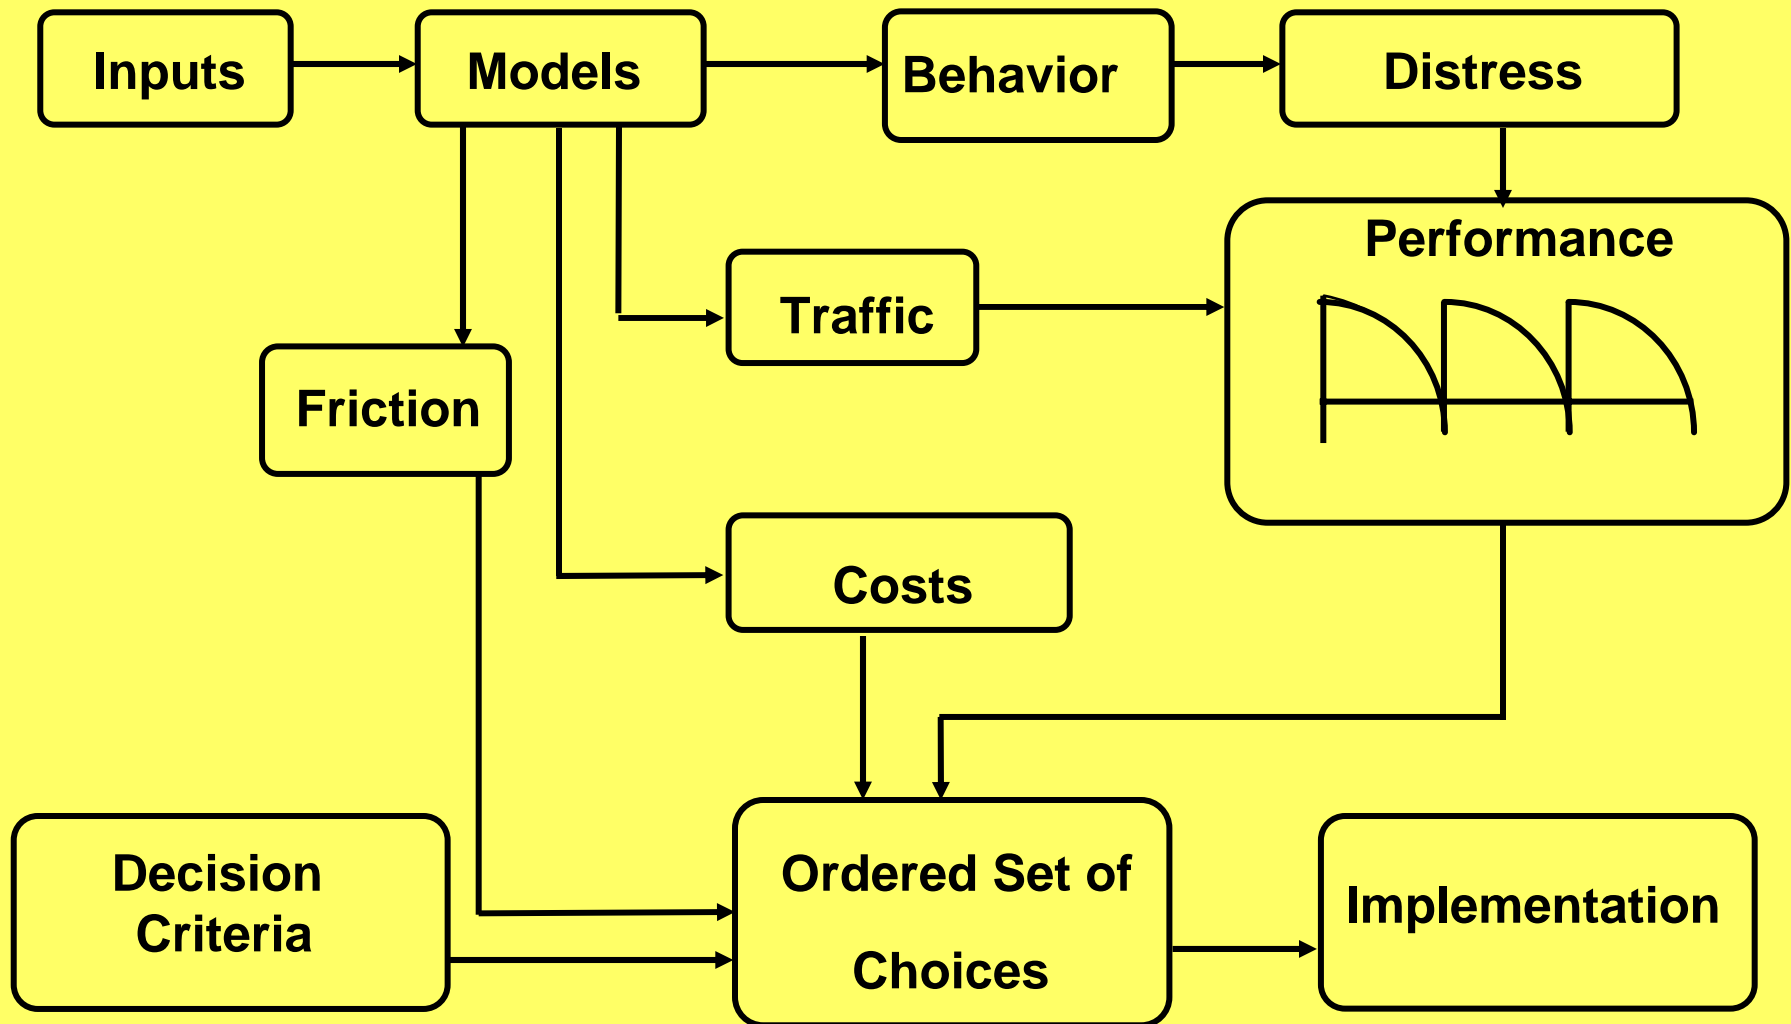 Inputs
Models
Behavior
Distress
Performance
Traffic
Friction
Costs
Decision
Criteria
Ordered Set of
Choices
Implementation